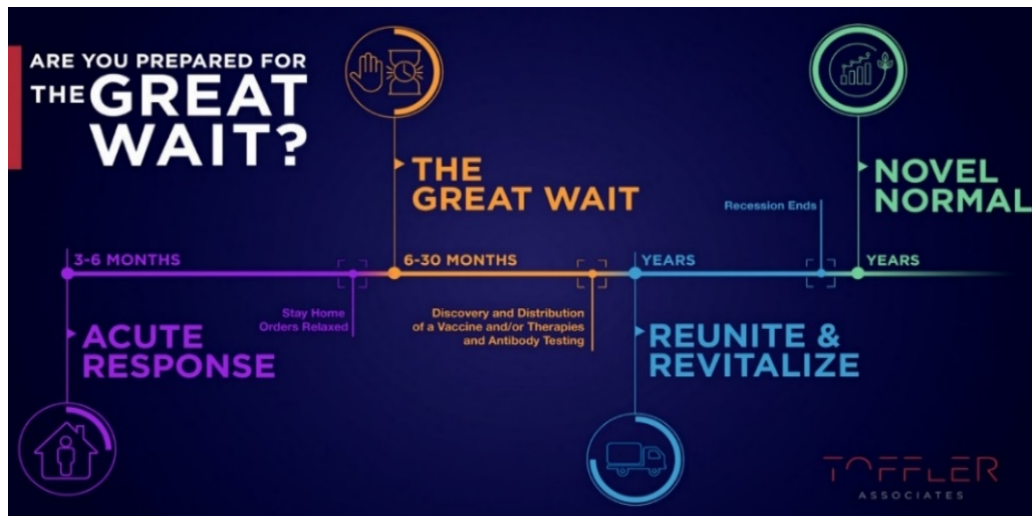 ARE YOU PREPARED FOR
THE GREAT
WAIT?
THE
GREAT WAIT
NOVEL
NORMAL
Recession Ends
3-6 MONTHS
6-30 MONTHS
YEARS
YEARS
Stay Home
Orders Relaxed
Discovery and Distribution
of a Vaccine and/or Therapies
and Antibody Testing
ACUTE
RESPONSE
REUNITE &
REVITALIZE
TOFFLER
ASSOCIATES